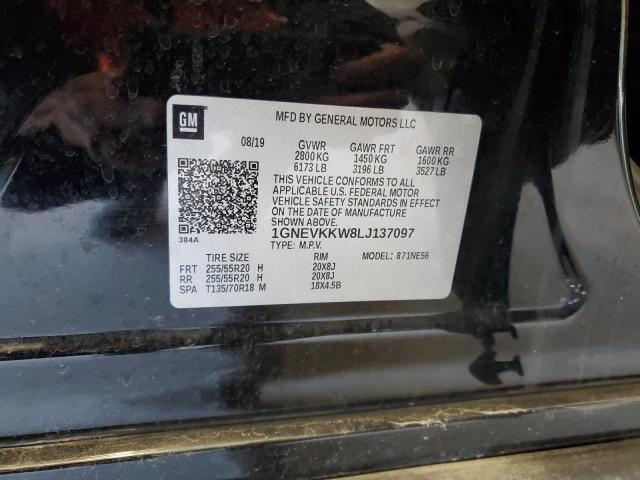 GM
MFD BY GENERAL MOTORS LLC
08/19 GVWR GAWR FRT GAWR RR
2800 KG 1450 KG 1600 KG
6173 LB 3196 LB 3527 LB
THIS VEHICLE CONFORMS TO ALL
APPLICABLE U.S. FEDERAL MOTOR
VEHICLE SAFETY STANDARDS IN EFFECT
ON THE DATE OF MANUFACTURE
SHOWN ABOVE.
384A
1GNEVKKW8LJ137097
TYPE: M.P.V. MODEL: 871NE56
TIRE SIZE RIM
FRT 255/55R20 H 20X8J
RR 255/55R20 H 20X8J
SPA T135/70R18 M 18X4.5B